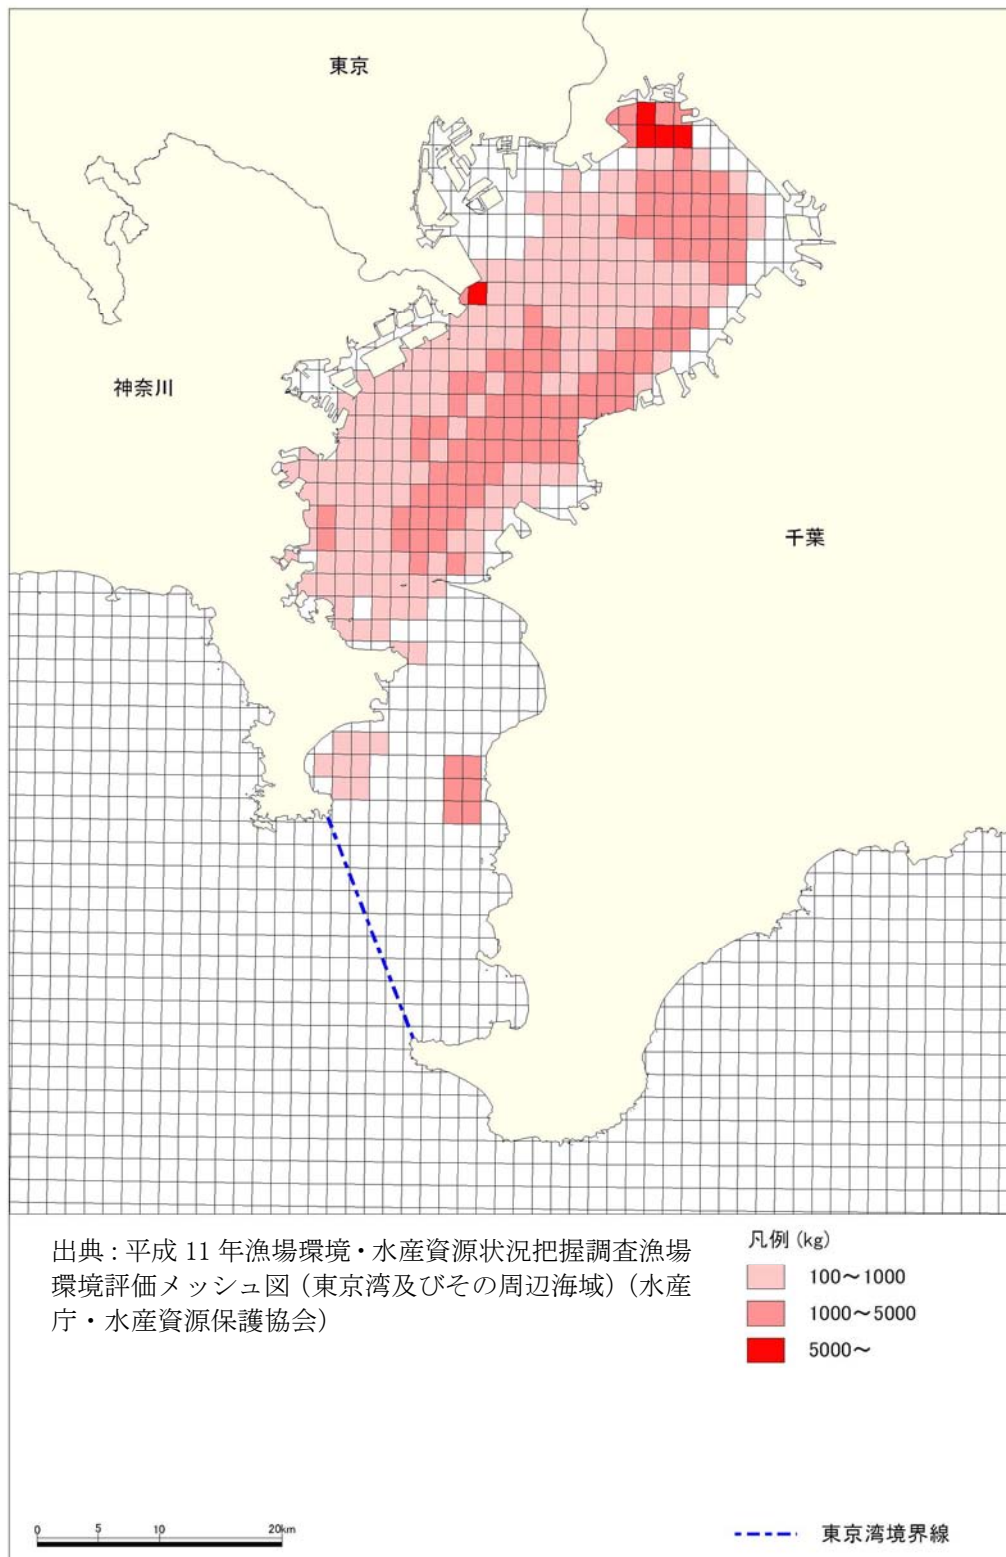 東京
神奈川
千葉
出典：平成 11 年漁場環境・水産資源状況把握調査漁場
環境評価メッシュ図（東京湾及びその周辺海域）（水産
庁・水産資源保護協会）
凡例 (kg)
100～1000
1000～5000
5000～
0 5 10 20km
東京湾境界線